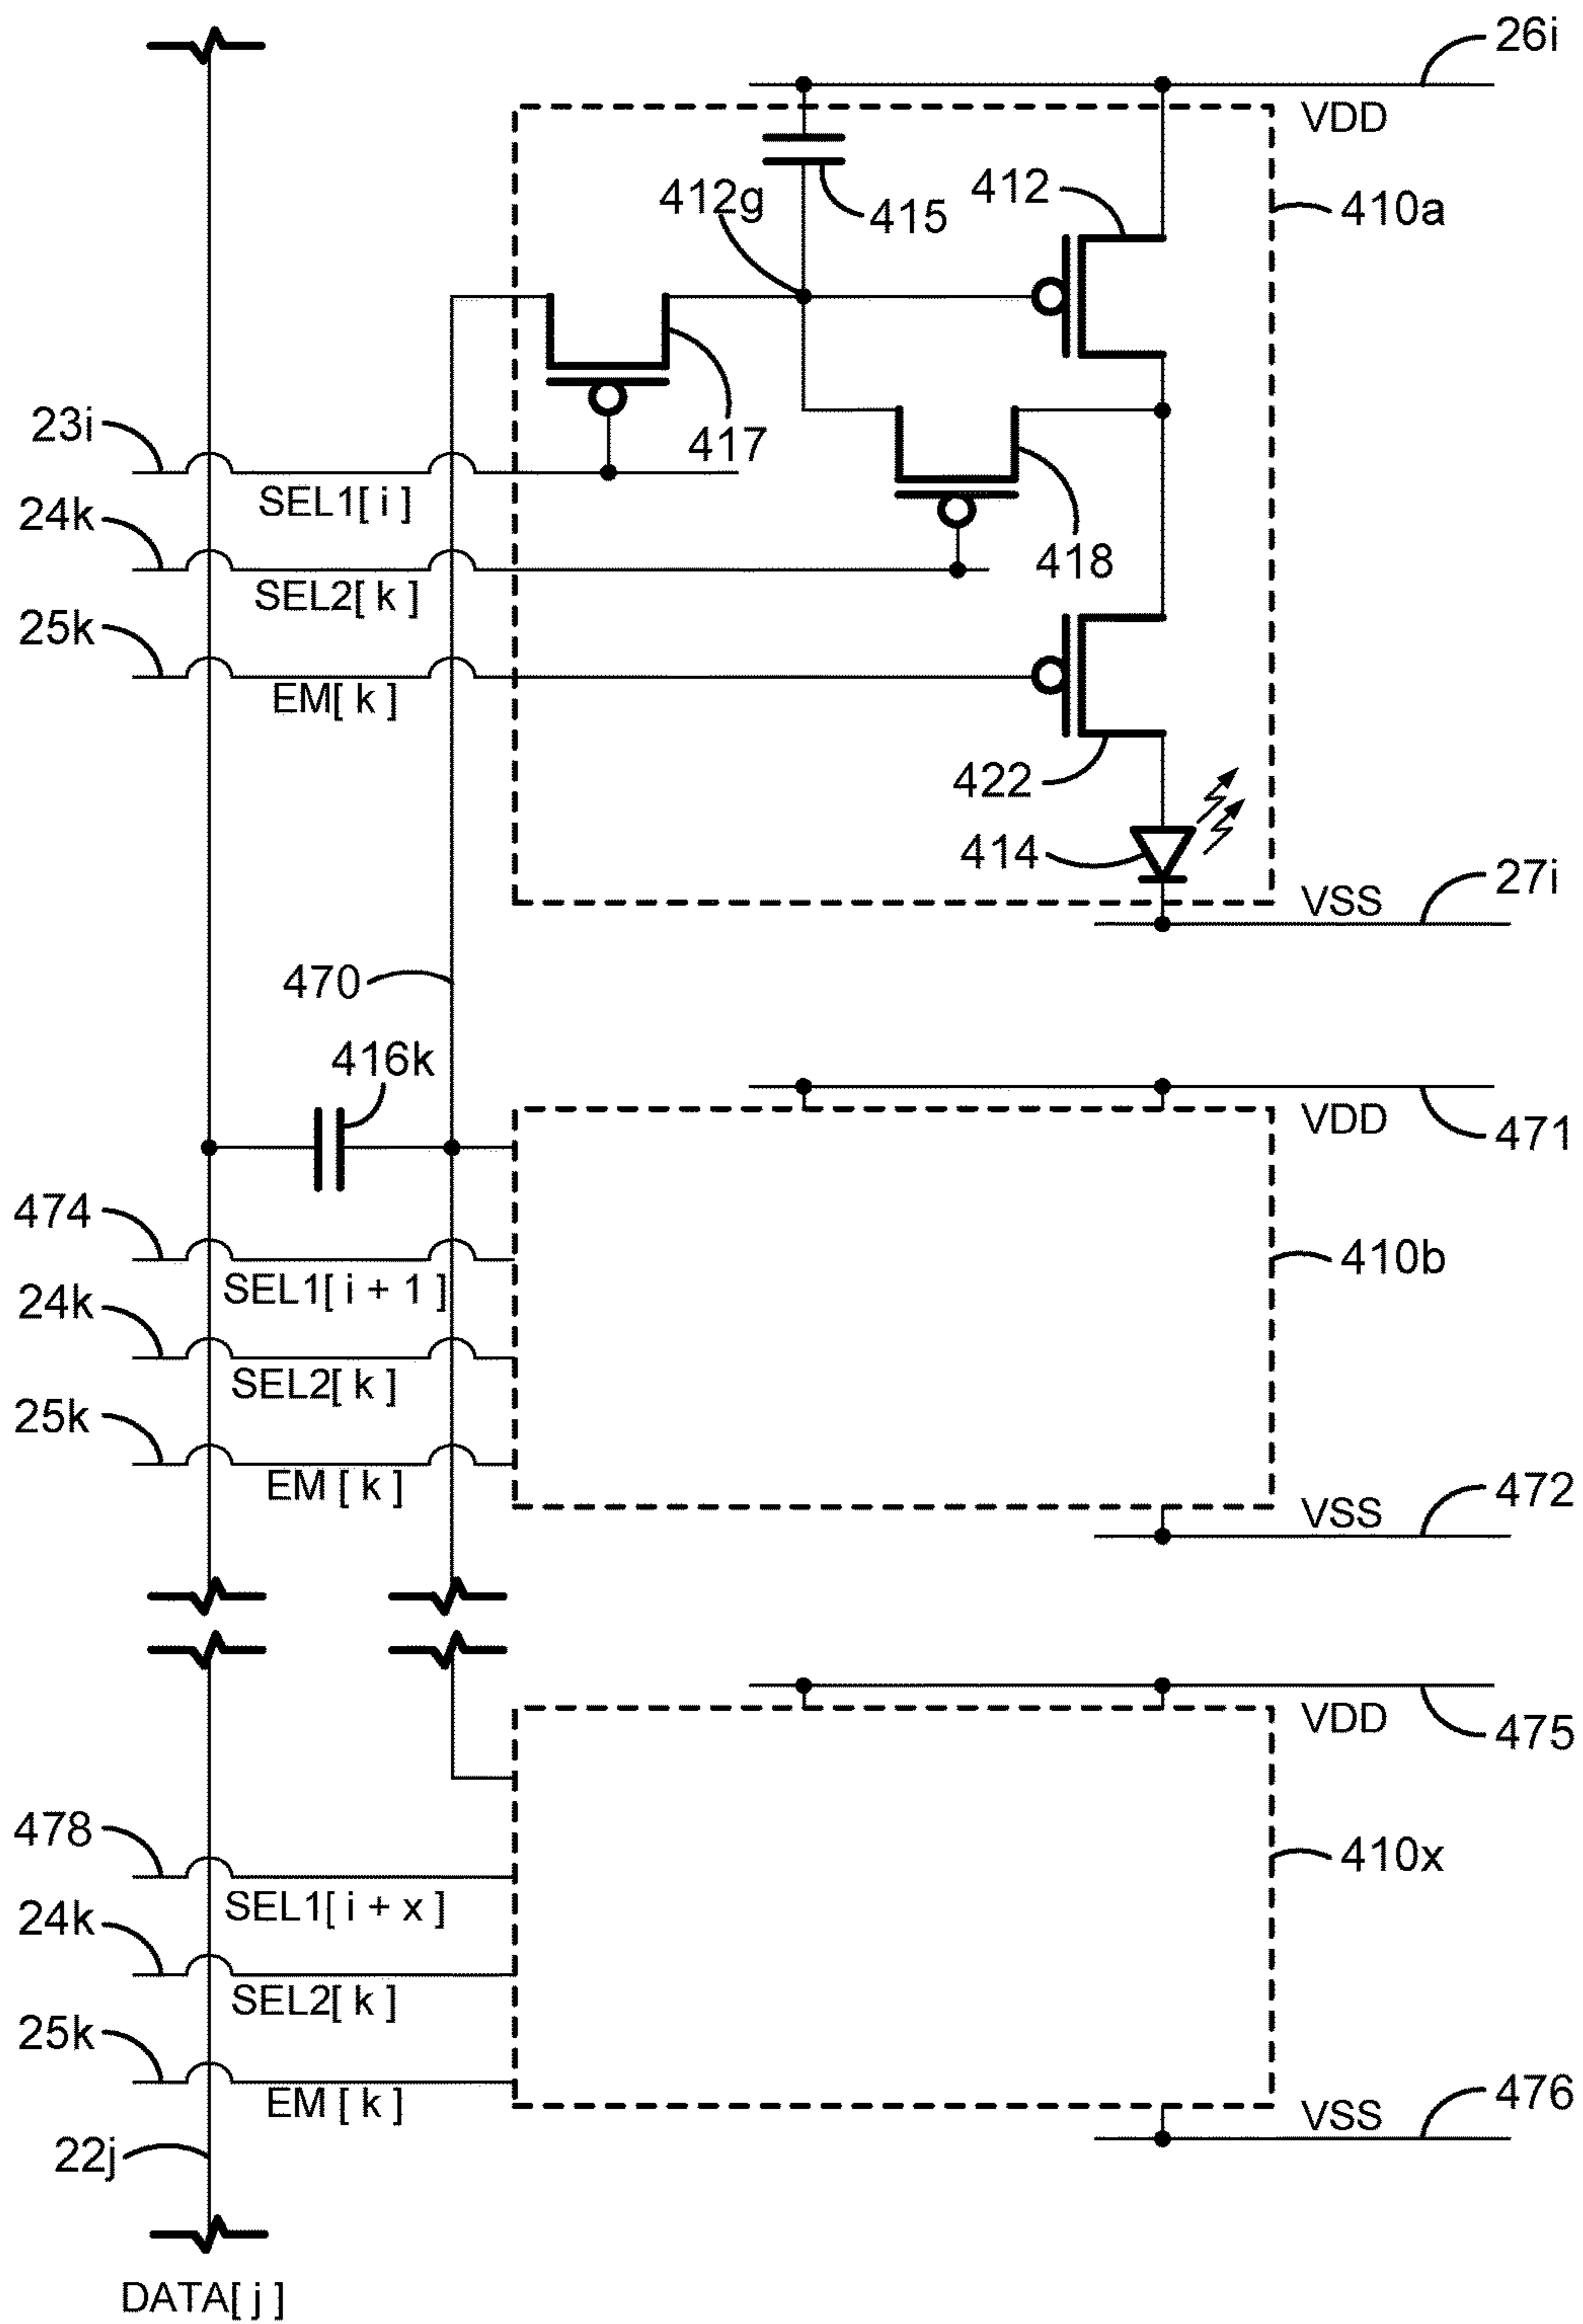 26i
VDD
412g
412
415
410a
23i
417
SEL1[ i ]
24k
418
SEL2[ k ]
25k
EM[ k ]
422
414
VSS
27i
470
416k
VDD
471
474
SEL1[ i + 1 ]
410b
24k
SEL2[ k ]
25k
EM [ k ]
VSS
472
VDD
475
478
SEL1[ i + x ]
410x
24k
SEL2[ k ]
25k
EM [ k ]
VSS
476
22j
DATA[ j ]